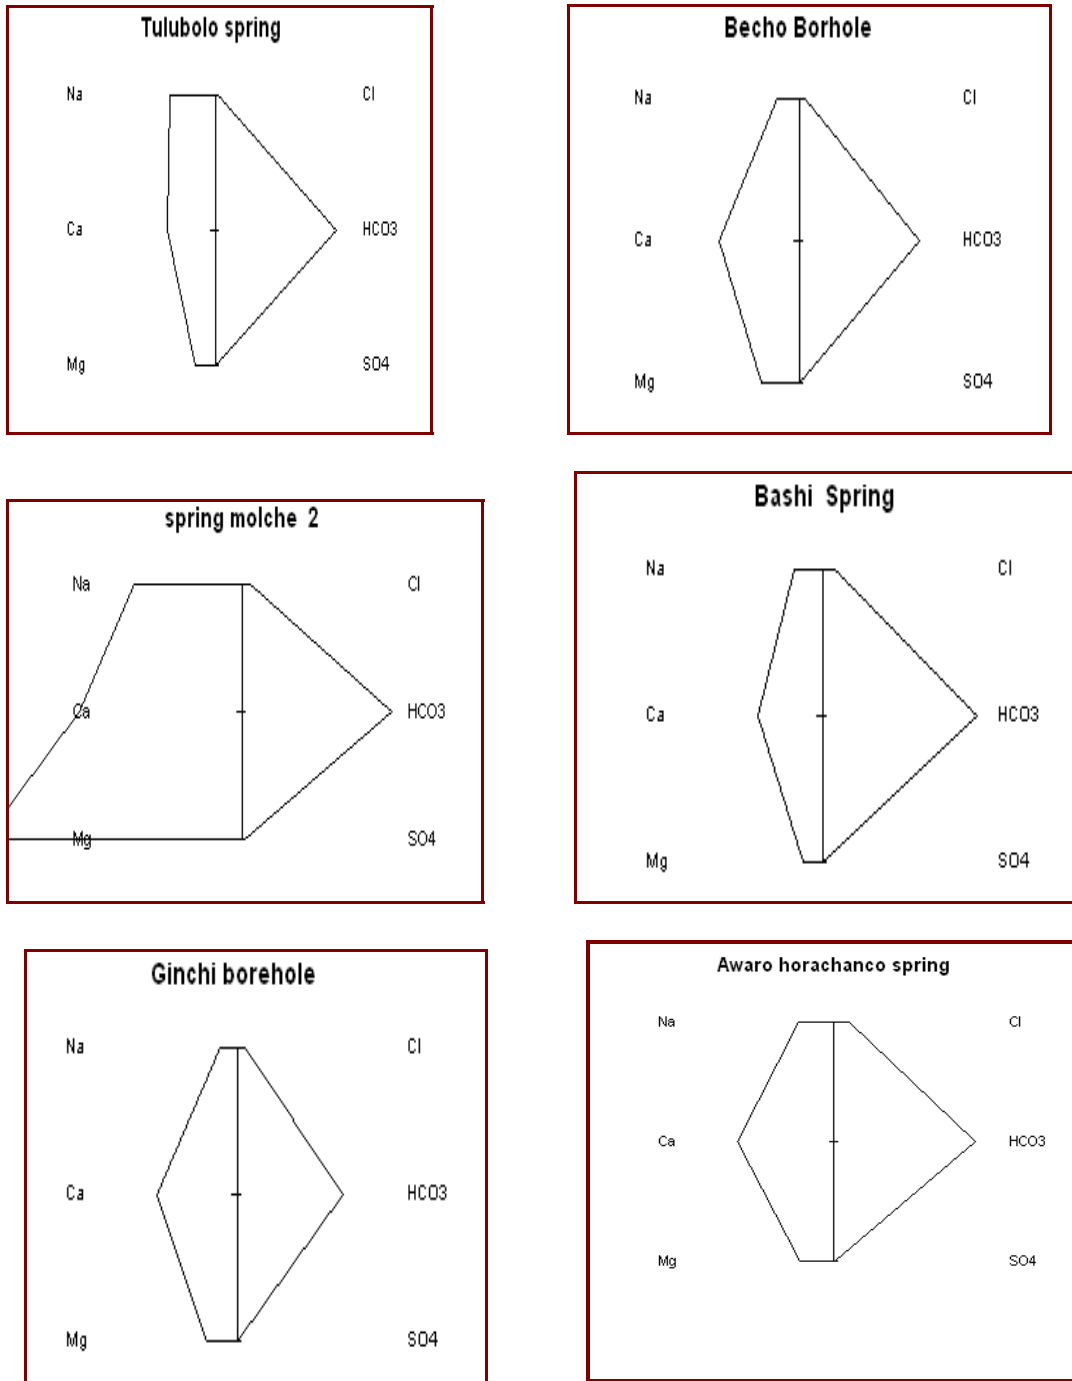 Tulubolo spring
Na Cl
Ca HCO3
Mg SO4
Becho Borhole
Na Cl
Ca HCO3
Mg SO4
spring molche 2
Na Cl
Ca HCO3
Mg SO4
Bashi Spring
Na Cl
Ca HCO3
Mg SO4
Ginchi borehole
Na Cl
Ca HCO3
Mg SO4
Awaro horachanco spring
Na Cl
Ca HCO3
Mg SO4